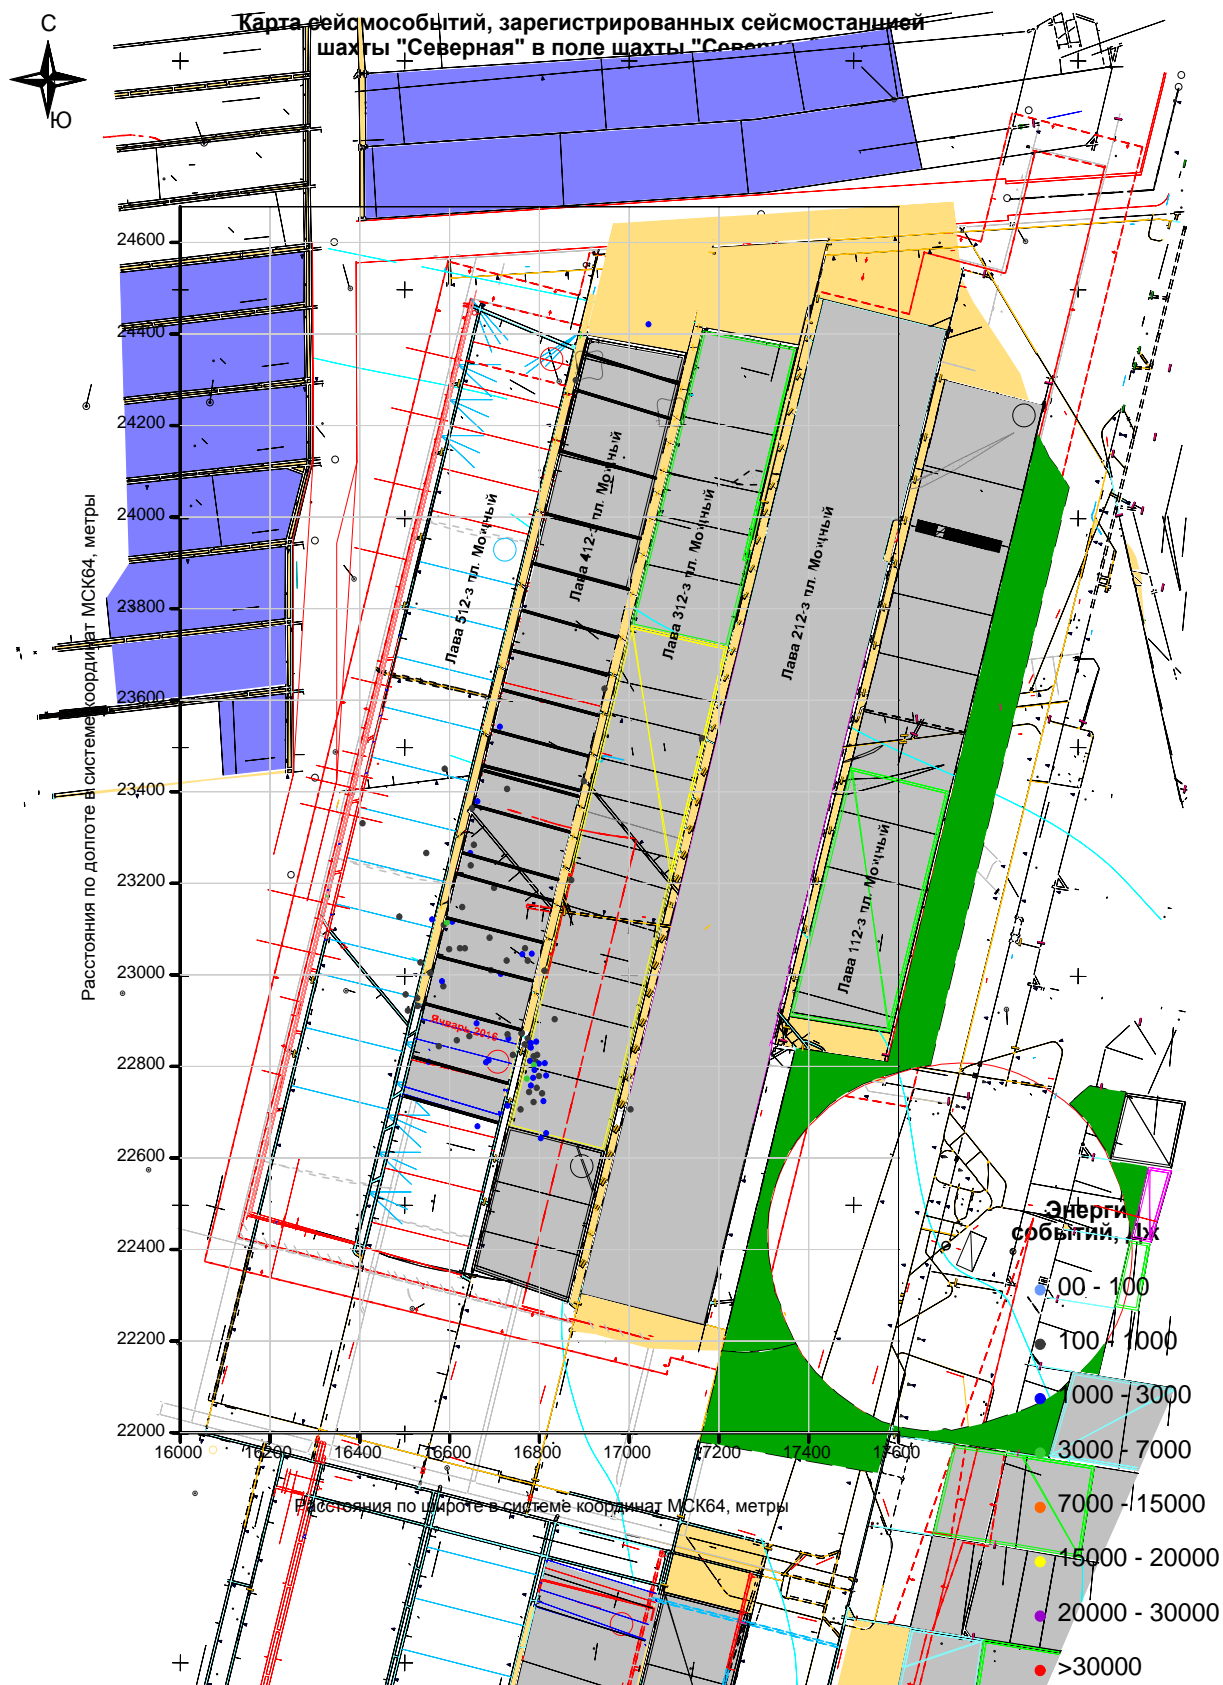 Карта сейсмособытий, зарегистрированных сейсмостанцией
шахты "Северная" в поле шахты
С
Ю
24600
24400
24200
24000
23800
23600
23400
23200
23000
22800
22600
22400
22200
22000
Расстояния по долготе в системе координат МСК64, метры
16000
16200
16400
16600
16800
17000
17200
17400
17600
Расстояния по широте в системе координат МСК64, метры
Лава 512-з пл. Мощный
Лава 412-з пл. Мощный
Лава 312-з пл. Мощный
Лава 212-з пл. Мощный
Лава 112-з пл. Мощный
Январь 2016
событий, Дж
00 - 100
100 - 1000
1000 - 3000
3000 - 7000
7000 - 15000
15000 - 20000
20000 - 30000
>30000